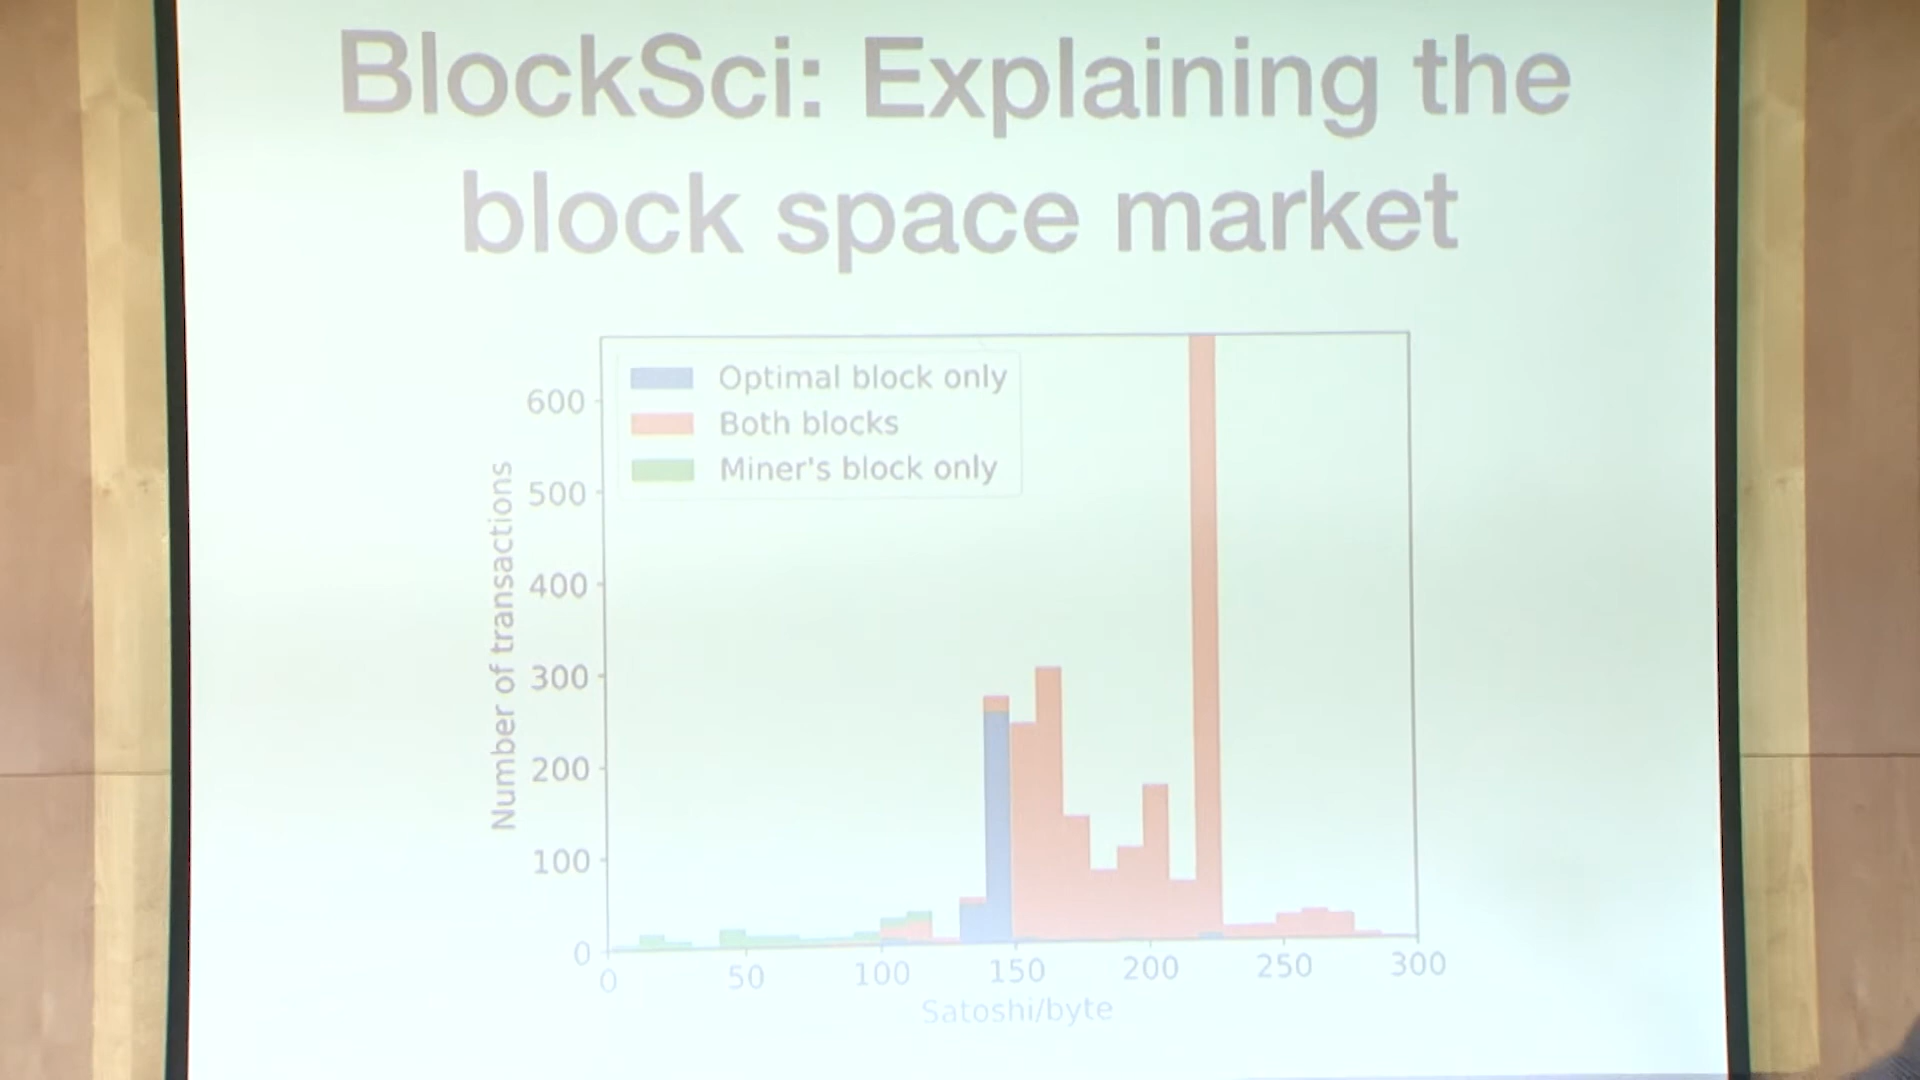 BlockSci: Explaining the
block space market
Optimal block only
Both blocks
Miner's block only
Number of transactions
600
500
400
300
200
100
0
0 50 100 150 200 250 300
Satoshi/byte